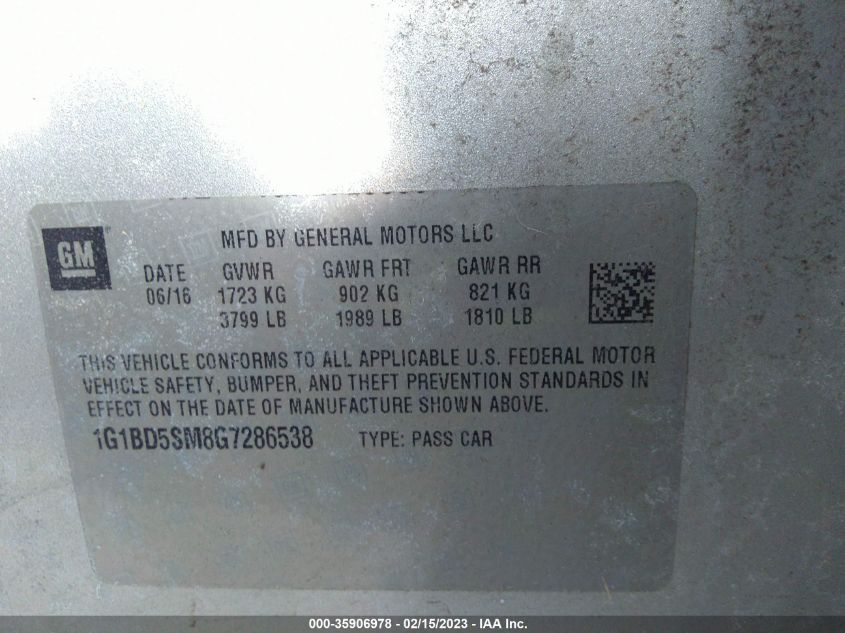 GM
MFD BY GENERAL MOTORS LLC
DATE GVWR GAWR FRT GAWR RR
06/16 1723 KG 902 KG 821 KG
3799 LB 1989 LB 1810 LB
THIS VEHICLE CONFORMS TO ALL APPLICABLE U.S. FEDERAL MOTOR
VEHICLE SAFETY, BUMPER, AND THEFT PREVENTION STANDARDS IN
EFFECT ON THE DATE OF MANUFACTURE SHOWN ABOVE.
1G1BD5SM8G7286538 TYPE: PASS CAR
000-35906978 - 02/15/2023 - IAA Inc.